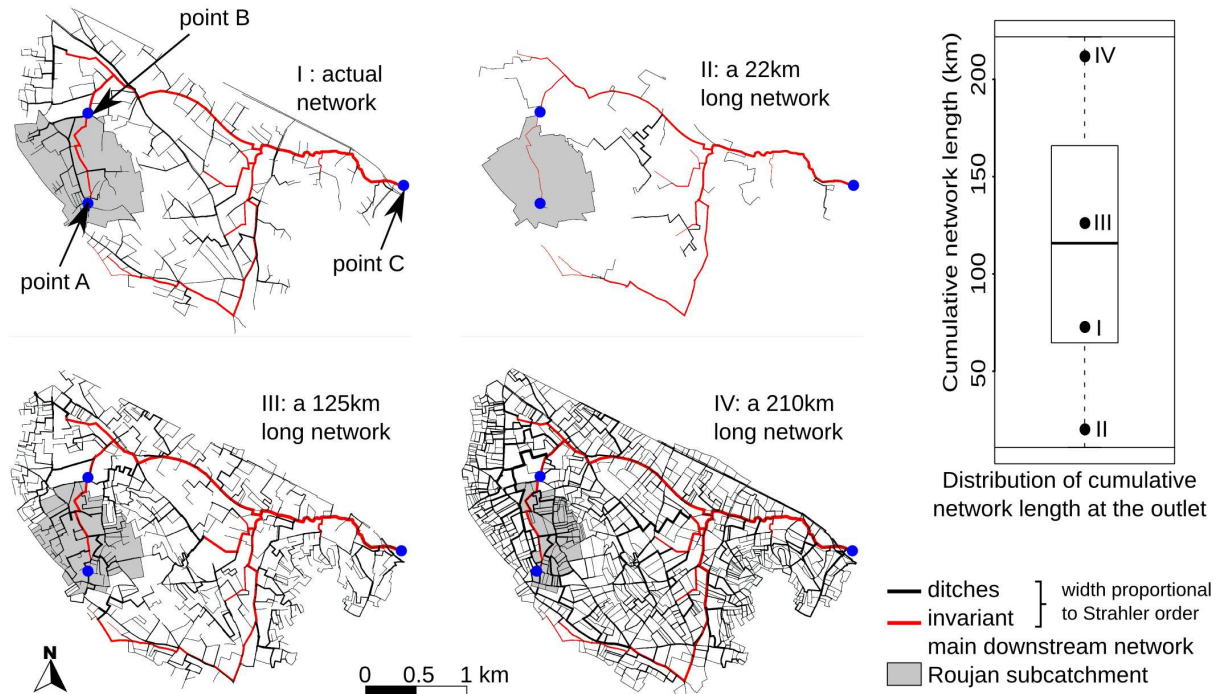 point B
I : actual
network
point A
point C
II: a 22km
long network
III: a 125km
long network
IV: a 210km
long network
N
0 0.5 1 km
Cumulative network length (km)
200
150
100
50
IV
III
I
II
Distribution of cumulative
network length at the outlet
ditches
invariant
width proportional
to Strahler order
main downstream network
Roujan subcatchment